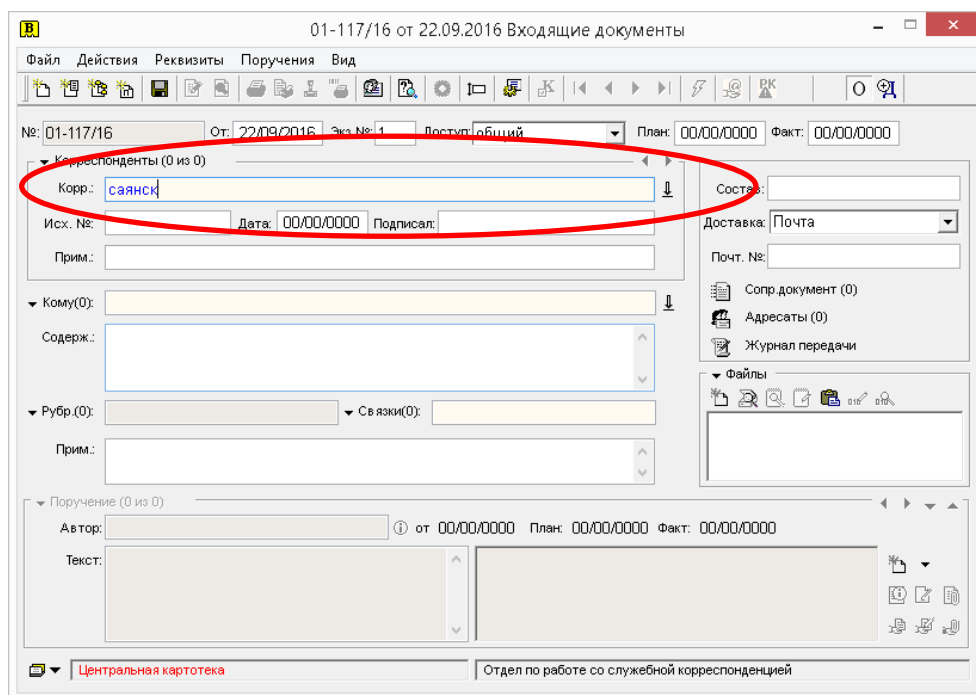 01-117/16 от 22.09.2016 Входящие документы
Файл Действия Реквизиты Поручения Вид
№: 01-117/16 От: 22/09/2016 Экз №: 1 Доступ: общий План: 00/00/0000 Факт: 00/00/0000
Корреспонденты (0 из 0)
Корр.: саянск Состав:
Исх. №: Дата: 00/00/0000 Подписал: Доставка: Почта
Прим.: Почт. №:
Кому(0): Сопр.документ (0)
Адресаты (0)
Содерж.: Журнал передачи
Файлы
Рубр.(0): Связки(0):
Прим.:
Поручение (0 из 0)
Автор: от 00/00/0000 План: 00/00/0000 Факт: 00/00/0000
Текст:
Центральная картотека Отдел по работе со служебной корреспонденцией